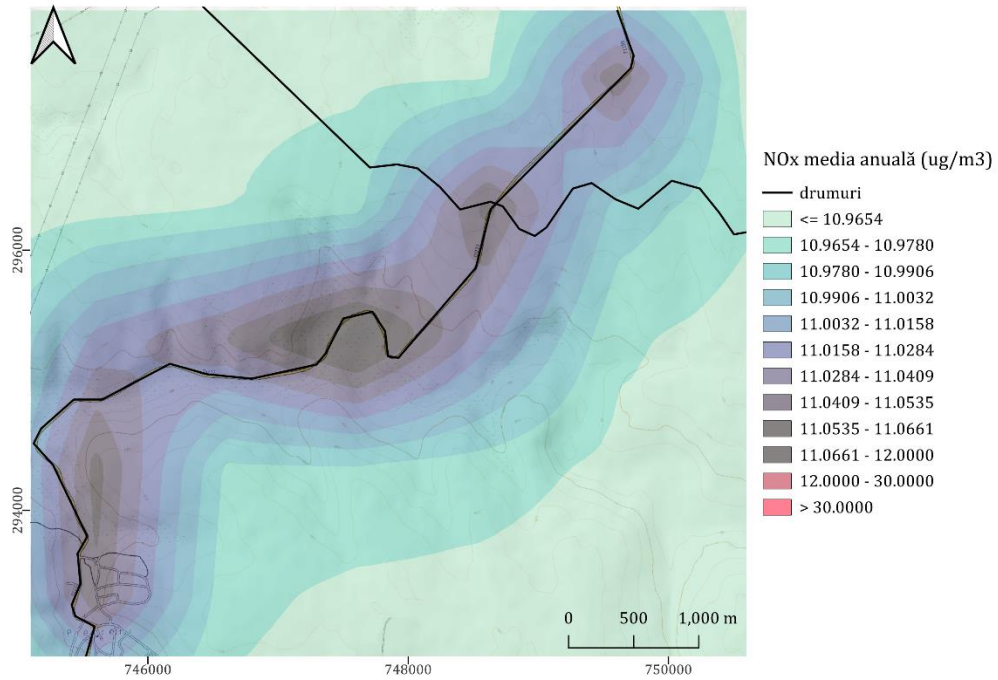 NOx media anuală (ug/m3)
drumuri
<= 10.9654
10.9654 - 10.9780
10.9780 - 10.9906
10.9906 - 11.0032
11.0032 - 11.0158
11.0158 - 11.0284
11.0284 - 11.0409
11.0409 - 11.0535
11.0535 - 11.0661
11.0661 - 12.0000
12.0000 - 30.0000
> 30.0000
296000
294000
0 500 1,000 m
746000 748000 750000